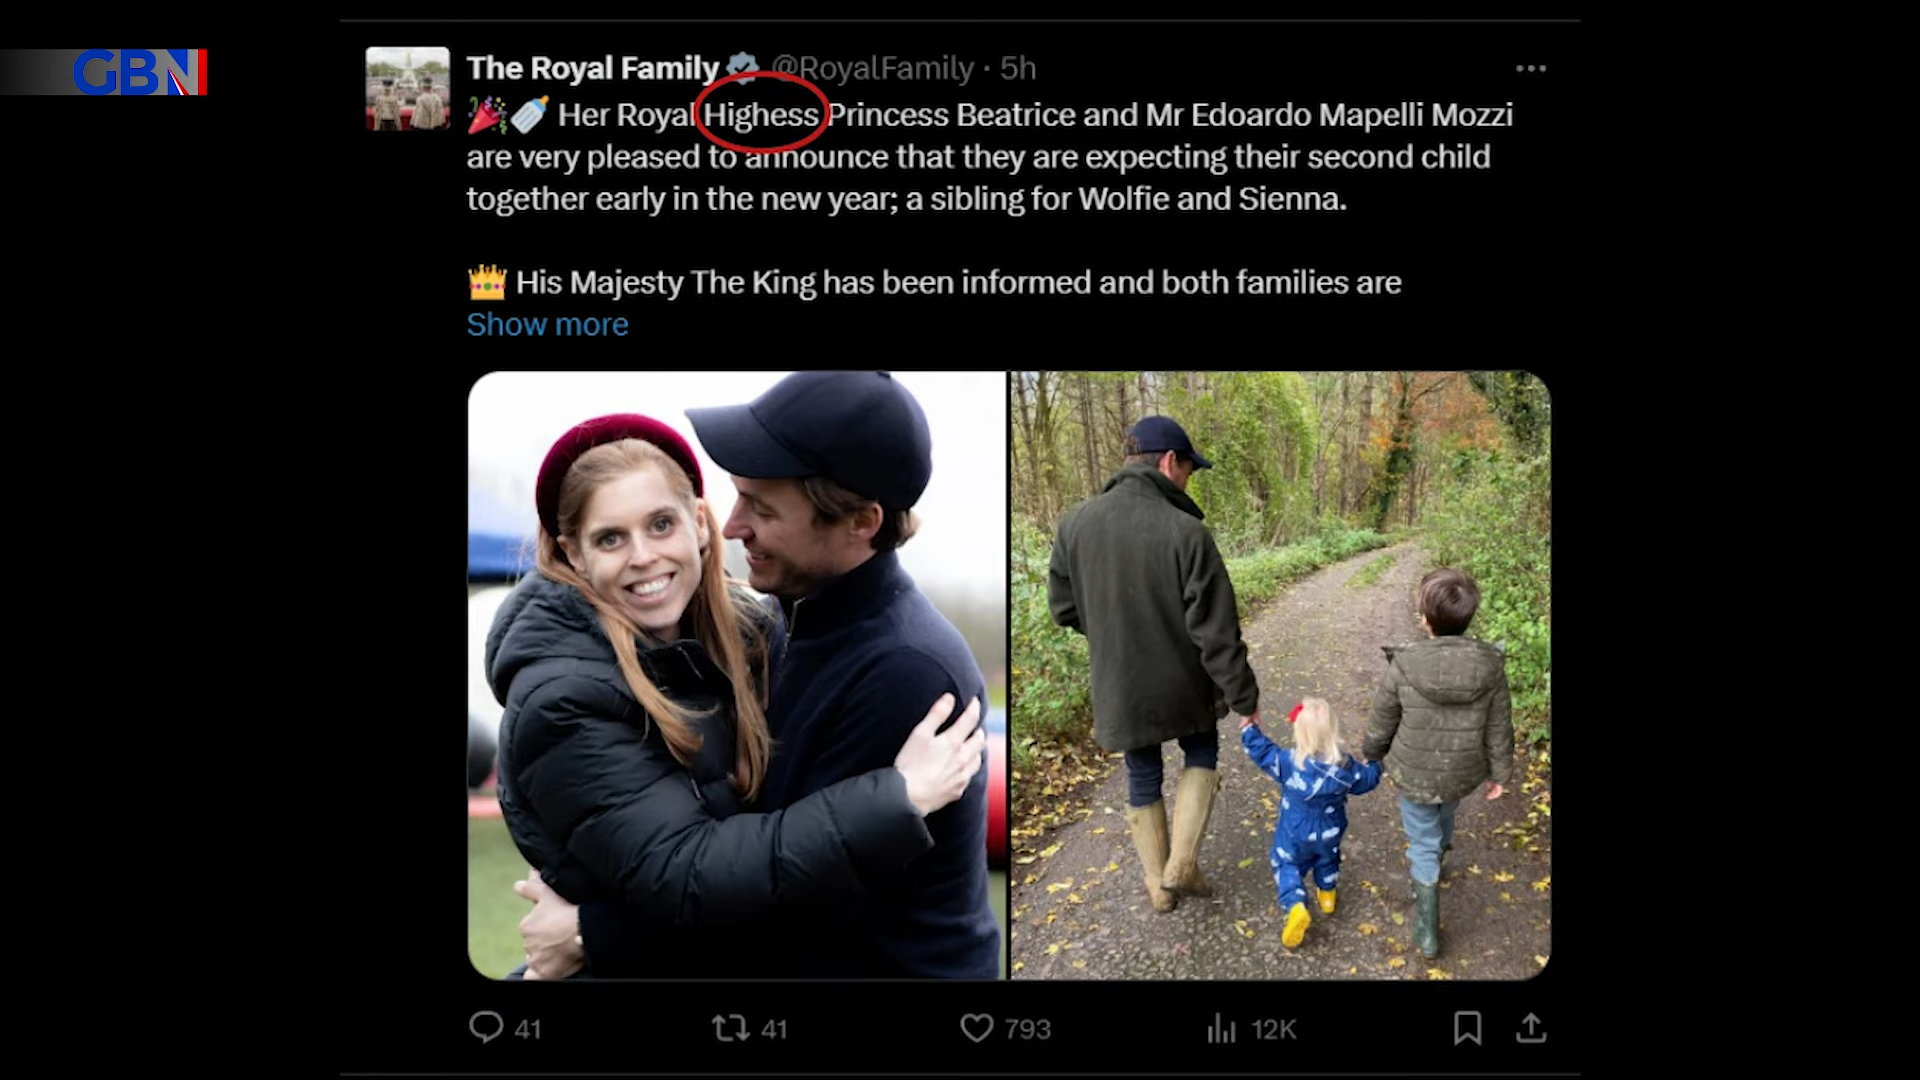 GBN
The Royal Family @RoyalFamily · 5h
🎉🍼 Her Royal Highess Princess Beatrice and Mr Edoardo Mapelli Mozzi
are very pleased to announce that they are expecting their second child
together early in the new year; a sibling for Wolfie and Sienna.
👑 His Majesty The King has been informed and both families are
Show more
41 41 793 12K